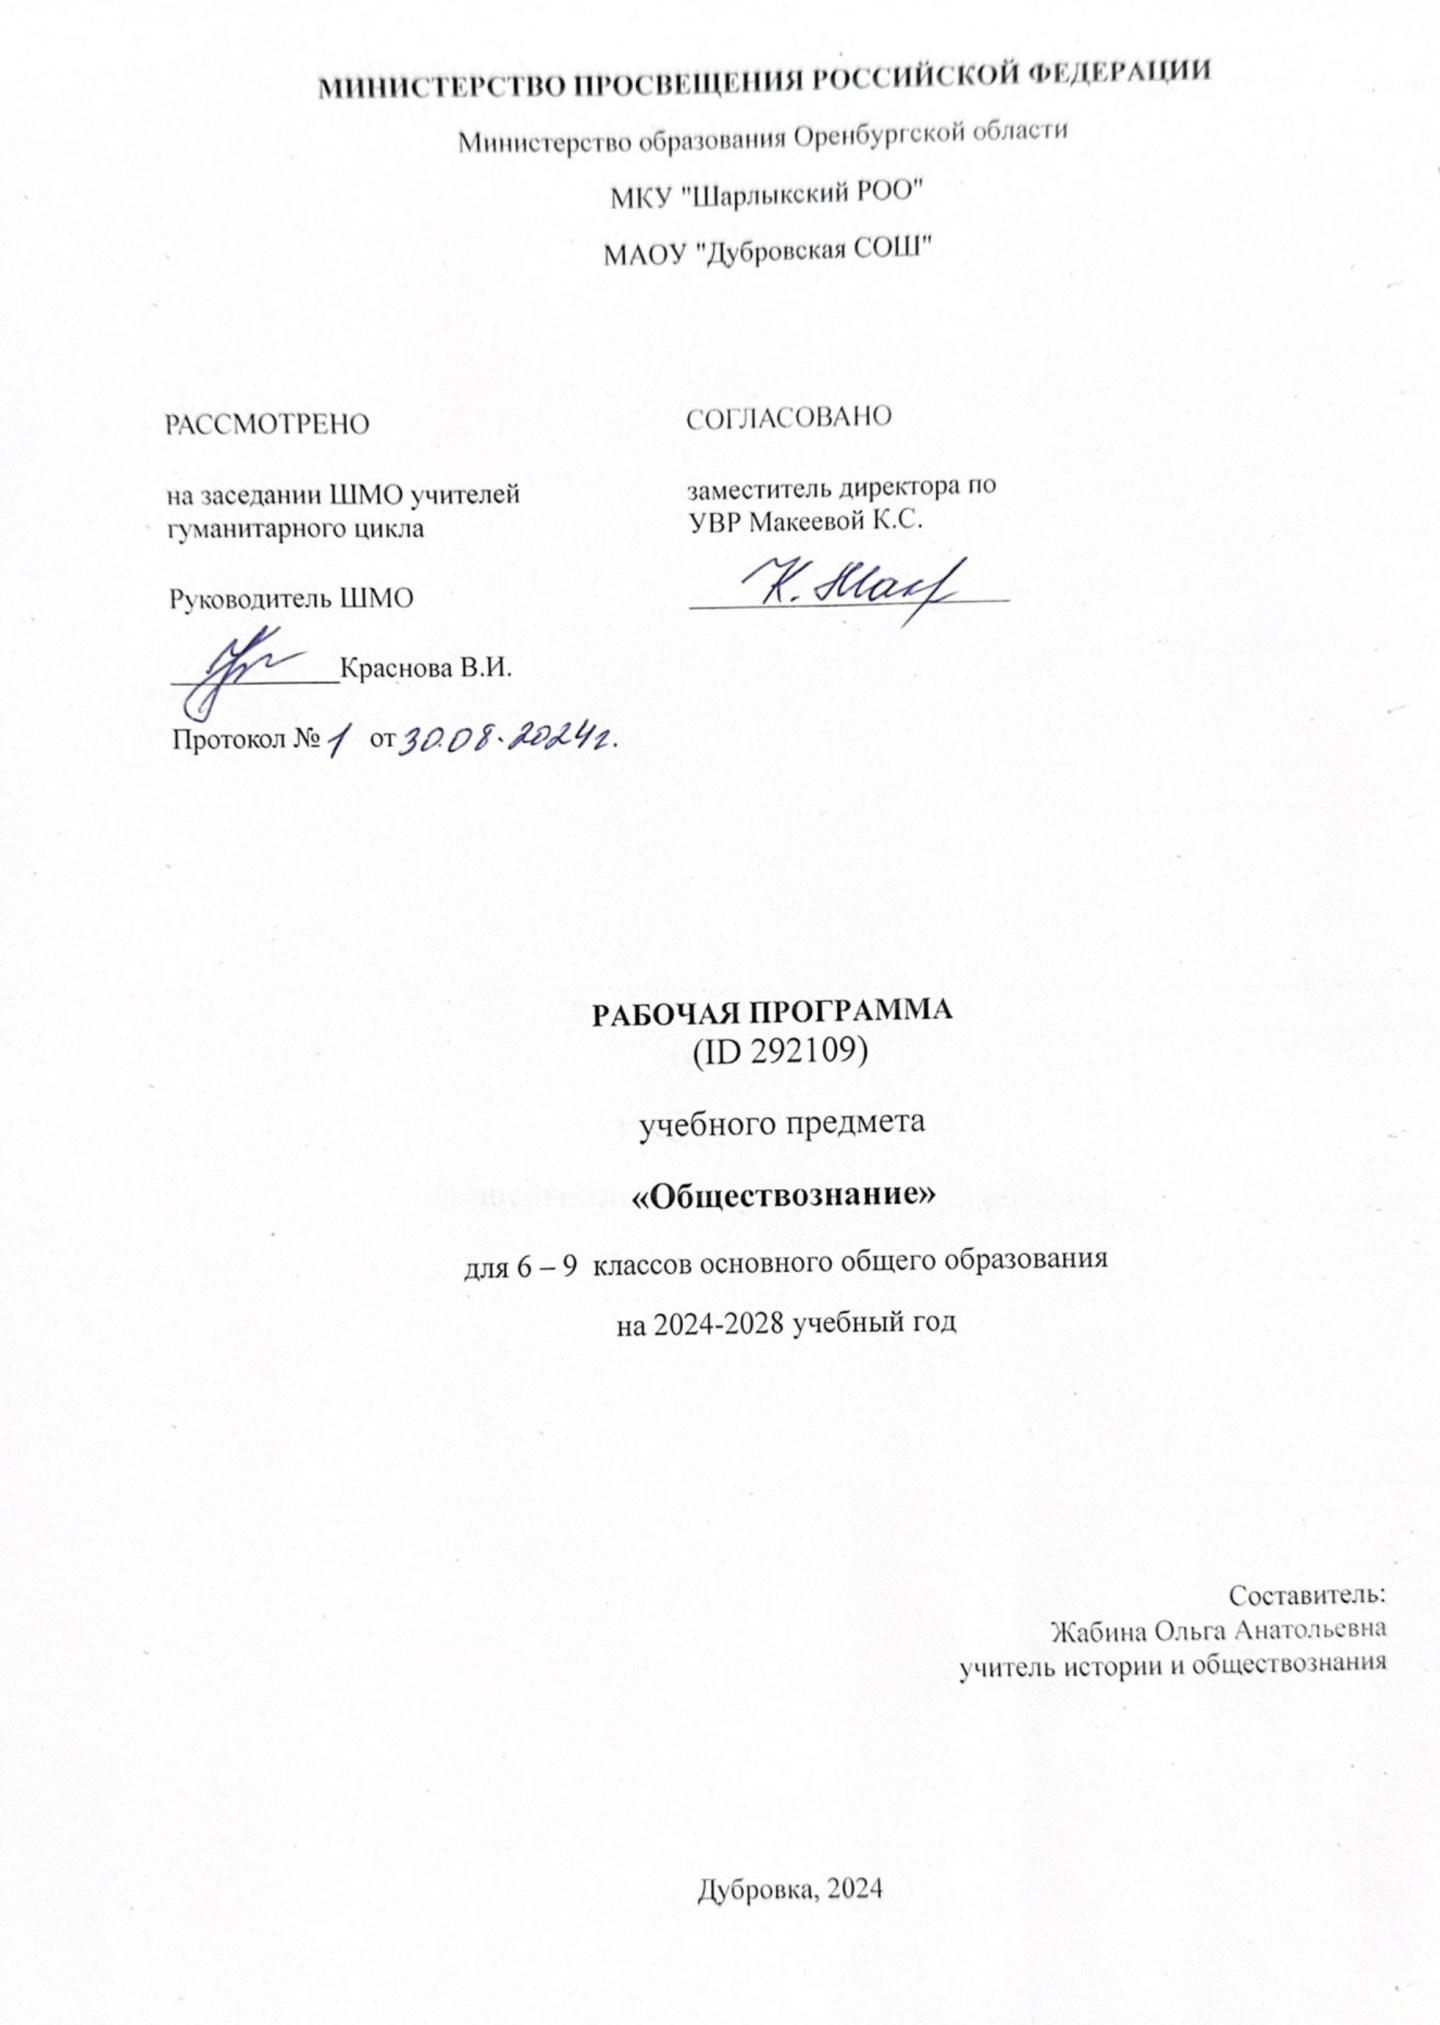 МИНИСТЕРСТВО ПРОСВЕЩЕНИЯ РОССИЙСКОЙ ФЕДЕРАЦИИ
Министерство образования Оренбургской области
МКУ "Шарлыкский РОО"
МАОУ "Дубровская СОШ"
РАССМОТРЕНО
на заседании ШМО учителей
гуманитарного цикла
Руководитель ШМО
Краснова В.И.
Протокол № 1 от 30.08.2024г.
СОГЛАСОВАНО
заместитель директора по
УВР Макеевой К.С.
К. Мак
РАБОЧАЯ ПРОГРАММА
(ID 292109)
учебного предмета
«Обществознание»
для 6 – 9 классов основного общего образования
на 2024-2028 учебный год
Составитель:
Жабина Ольга Анатольевна
учитель истории и обществознания
Дубровка, 2024